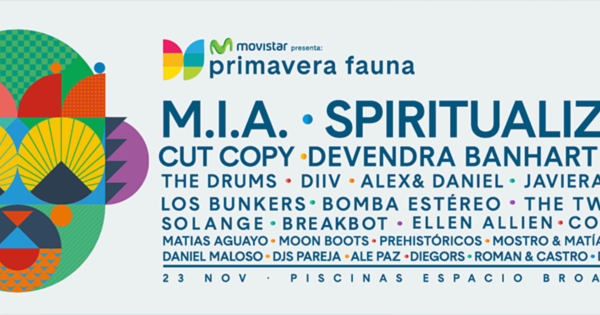 movistar presenta:
primavera fauna
M.I.A. • SPIRITUALIZ
CUT COPY • DEVENDRA BANHART
THE DRUMS • DIIV • ALEX& DANIEL • JAVIERA
LOS BUNKERS • BOMBA ESTÉREO • THE TW
SOLANGE • BREAKBOT • ELLEN ALLIEN • CO
MATIAS AGUAYO • MOON BOOTS • PREHISTÓRICOS • MOSTRO & MATÍA
DANIEL MALOSO • DJS PAREJA • ALE PAZ • DIEGORS • ROMAN & CASTRO •
23 NOV · PISCINAS ESPACIO BROA